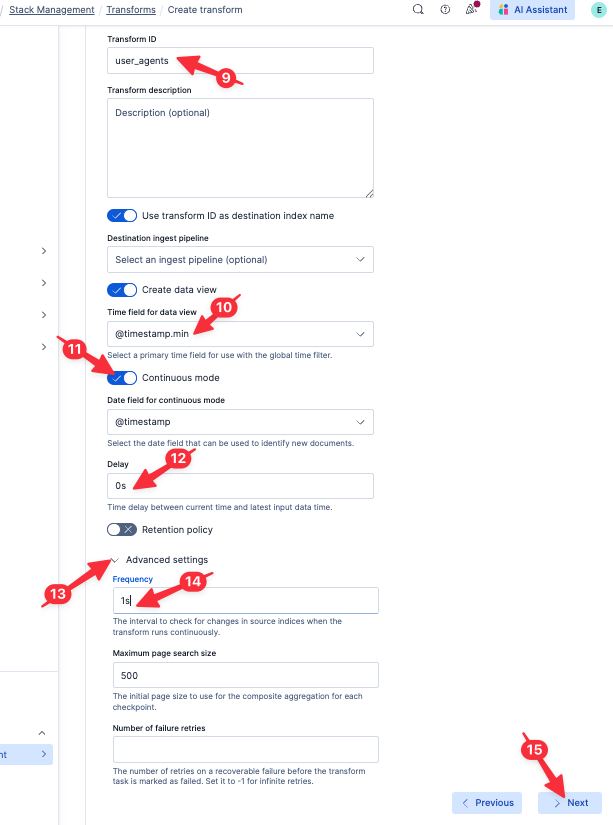 / Stack Management / Transforms / Create transform
AI Assistant
E
Transform ID
user_agents
9
Transform description
Description (optional)
Use transform ID as destination index name
Destination ingest pipeline
Select an ingest pipeline (optional)
Create data view
10
Time field for data view
@timestamp.min
Select a primary time field for use with the global time filter.
11
Continuous mode
Date field for continuous mode
@timestamp
Select the date field that can be used to identify new documents.
Delay
12
0s
Time delay between current time and latest input data time.
Retention policy
Advanced settings
13
Frequency
14
1s
The interval to check for changes in source indices when the
transform runs continuously.
Maximum page search size
500
The initial page size to use for the composite aggregation for each
checkpoint.
Number of failure retries
15
nt
The number of retries on a recoverable failure before the transform
task is marked as failed. Set it to -1 for infinite retries.
Previous
Next